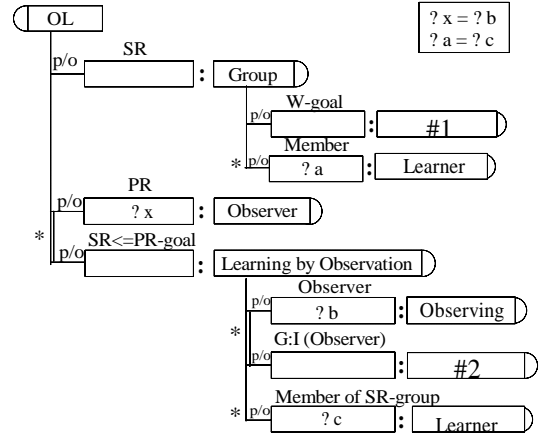 OL
? x = ? b
? a = ? c
SR
p/o : Group
W-goal
p/o : #1
Member
* p/o ? a : Learner
PR
p/o ? x : Observer
*
SR<=PR-goal
p/o : Learning by Observation
Observer
p/o ? b : Observing
*
G:I (Observer)
p/o : #2
Member of SR-group
* p/o ? c : Learner